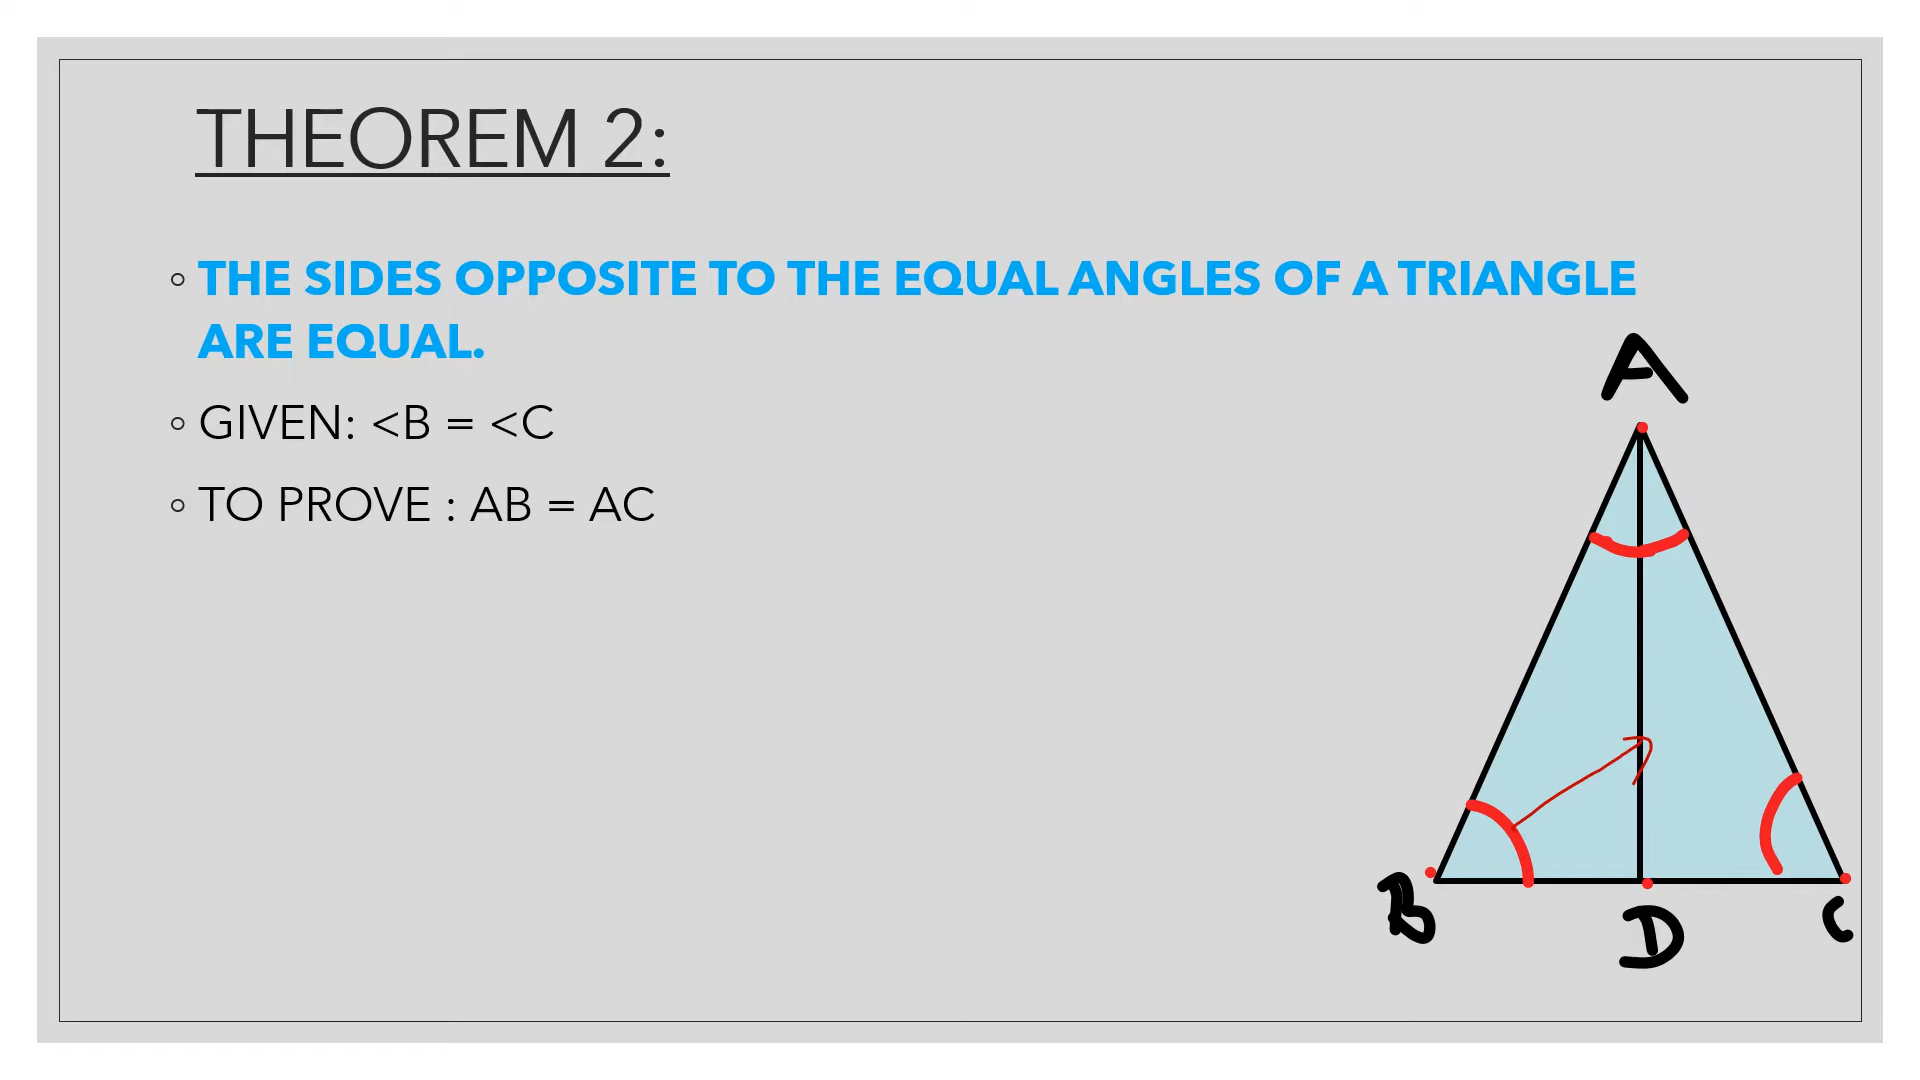 THEOREM 2:
◦ THE SIDES OPPOSITE TO THE EQUAL ANGLES OF A TRIANGLE
ARE EQUAL.
◦ GIVEN: <B = <C
◦ TO PROVE : AB = AC
A
B
D
C